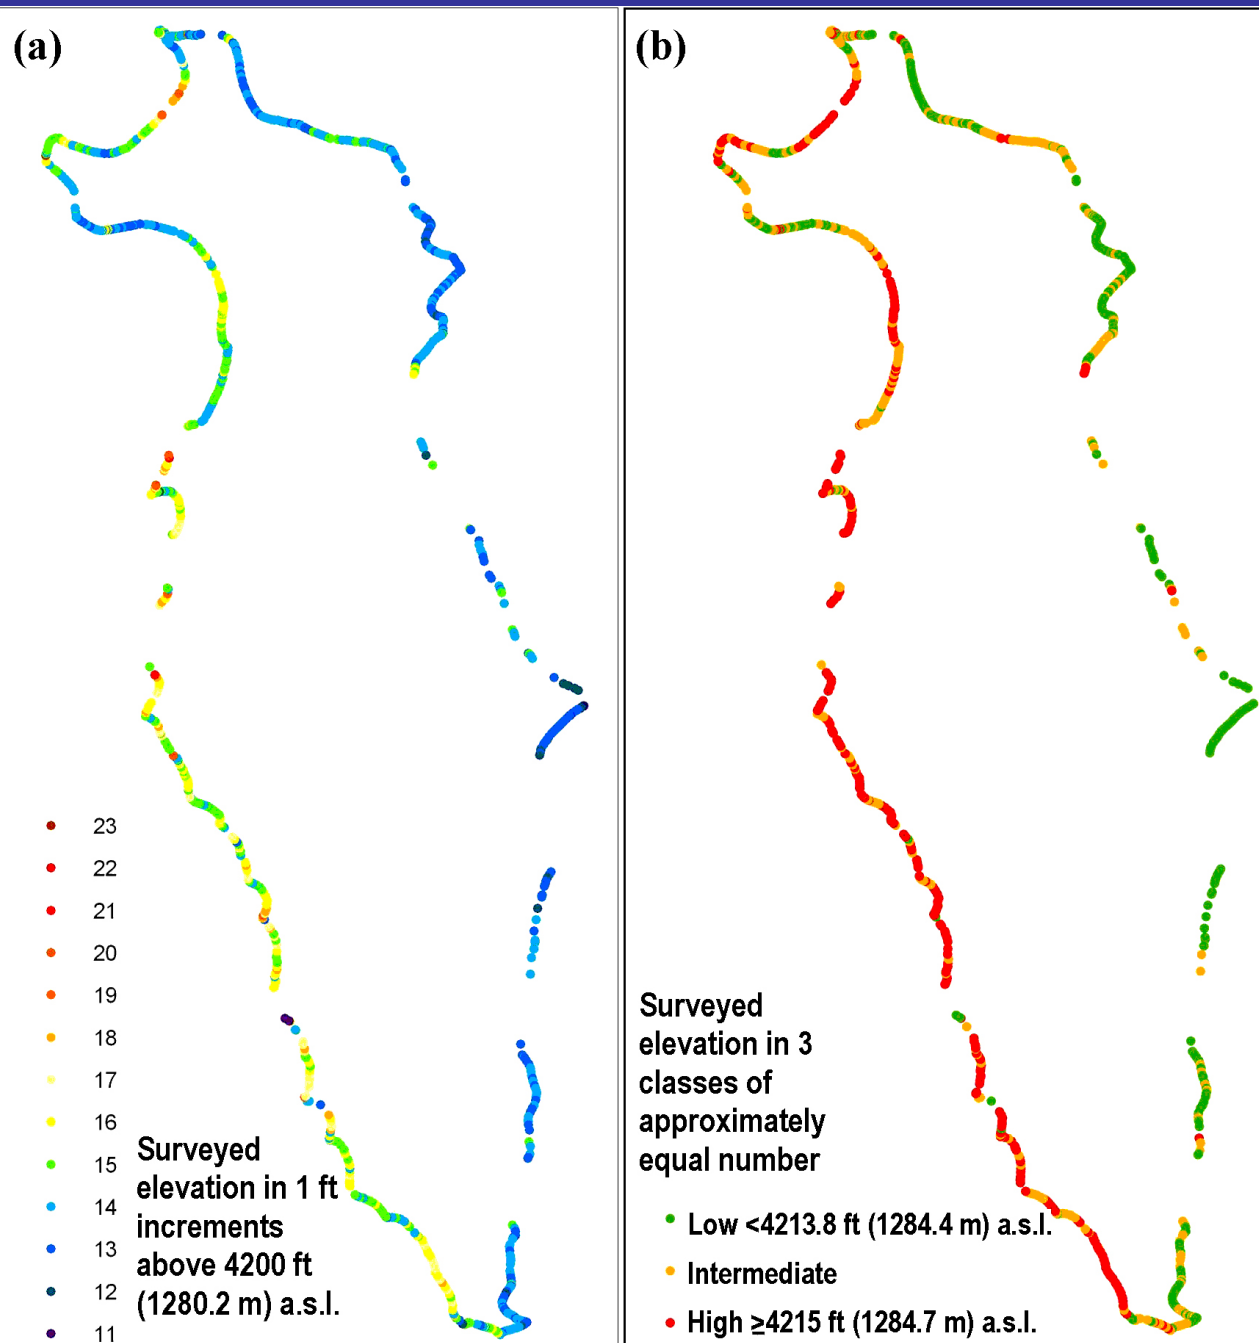 (a)
23
22
21
20
19
18
17
16
15
14
13
12
11
Surveyed
elevation in 1 ft
increments
above 4200 ft
(1280.2 m) a.s.l.
(b)
Surveyed
elevation in 3
classes of
approximately
equal number
Low <4213.8 ft (1284.4 m) a.s.l.
Intermediate
High ≥4215 ft (1284.7 m) a.s.l.